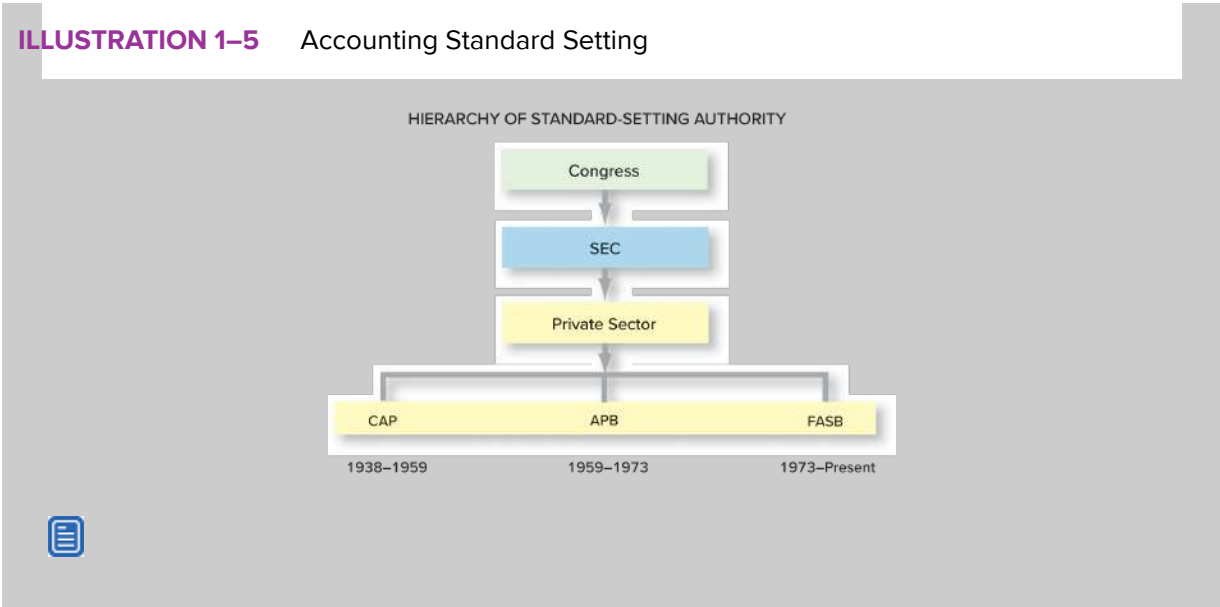 ILLUSTRATION 1–5 Accounting Standard Setting
HIERARCHY OF STANDARD-SETTING AUTHORITY
Congress
SEC
Private Sector
CAP APB FASB
1938–1959 1959–1973 1973–Present